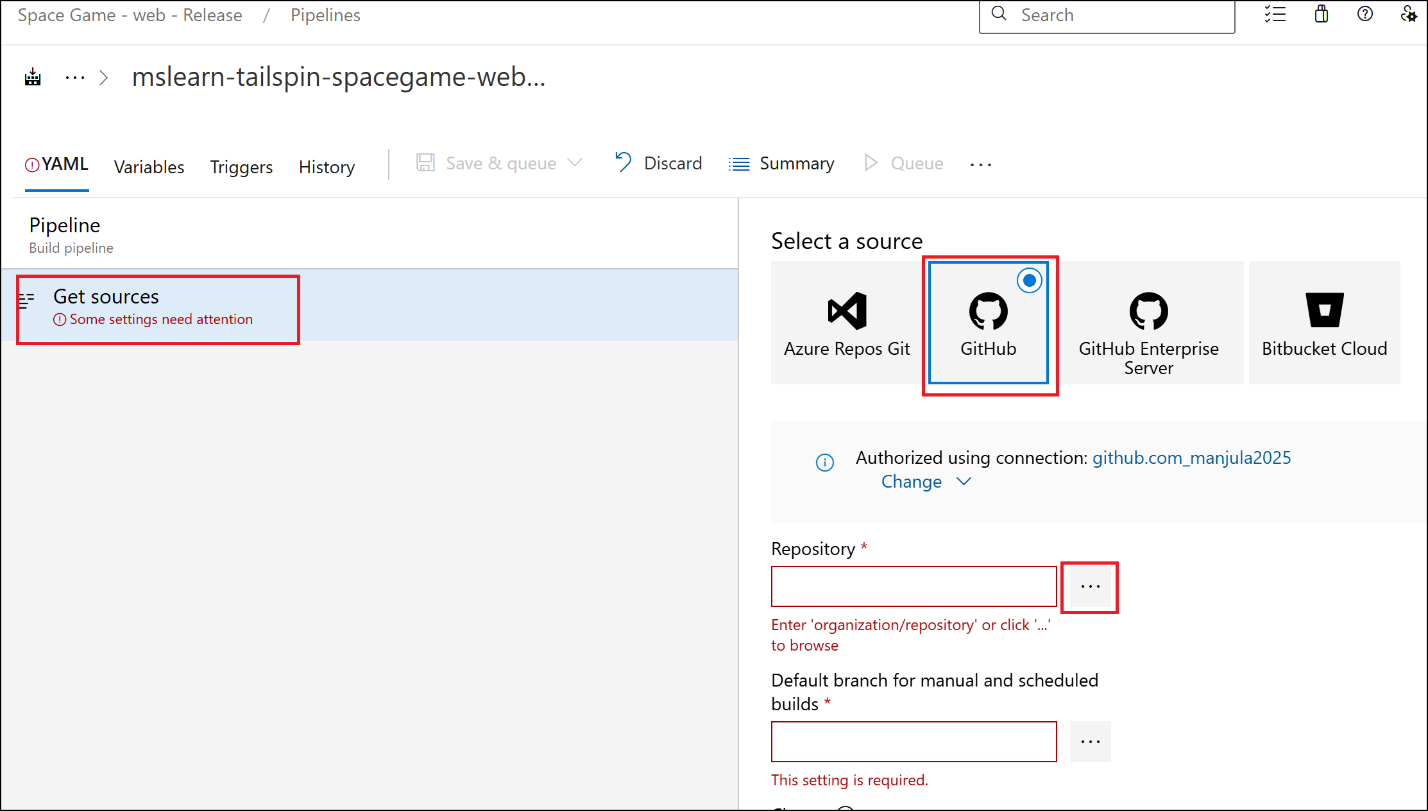 Space Game - web - Release / Pipelines
Search
··· > mslearn-tailspin-spacegame-web...
YAML Variables Triggers History Save & queue Discard Summary Queue ···
Pipeline
Build pipeline
Get sources
Some settings need attention
Select a source
Azure Repos Git
GitHub
GitHub Enterprise
Server
Bitbucket Cloud
Authorized using connection: github.com_manjula2025
Change
Repository *
...
Enter 'organization/repository' or click '...'
to browse
Default branch for manual and scheduled
builds *
...
This setting is required.